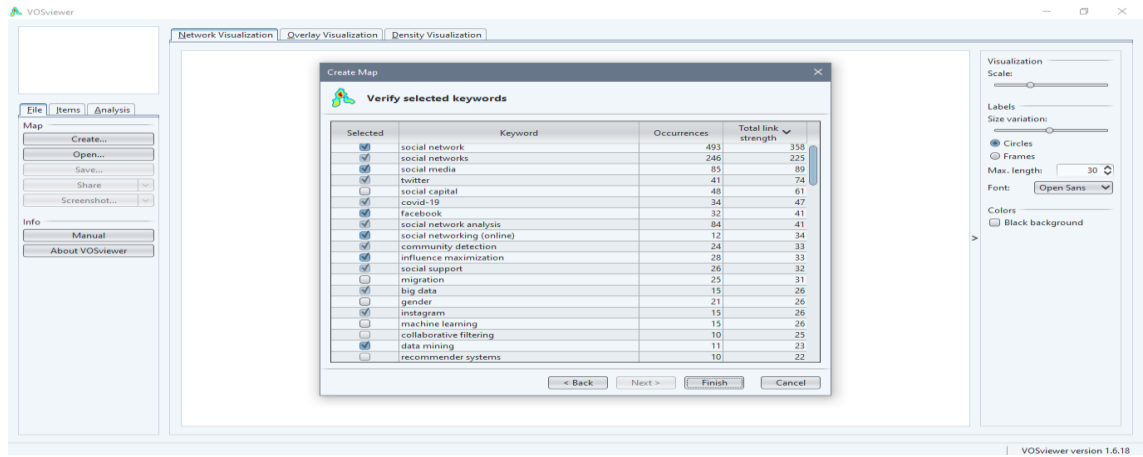 VOSviewer
Network Visualization Overlay Visualization Density Visualization
File Items Analysis
Map
Create...
Open...
Save...
Share
Screenshot...
Info
Manual
About VOSviewer
Create Map
Verify selected keywords
Selected Keyword Occurrences Total link strength
social network 493 358
social networks 246 225
social media 85 89
twitter 41 74
social capital 48 61
covid-19 34 47
facebook 32 41
social network analysis 84 41
social networking (online) 12 34
community detection 24 33
influence maximization 28 33
social support 26 32
migration 25 31
big data 15 26
gender 21 26
instagram 15 26
machine learning 15 26
collaborative filtering 10 25
data mining 11 23
recommender systems 10 22
< Back Next > Finish Cancel
Visualization
Scale:
Labels
Size variation:
Circles
Frames
Max. length: 30
Font: Open Sans
Colors
Black background
>
VOSviewer version 1.6.18